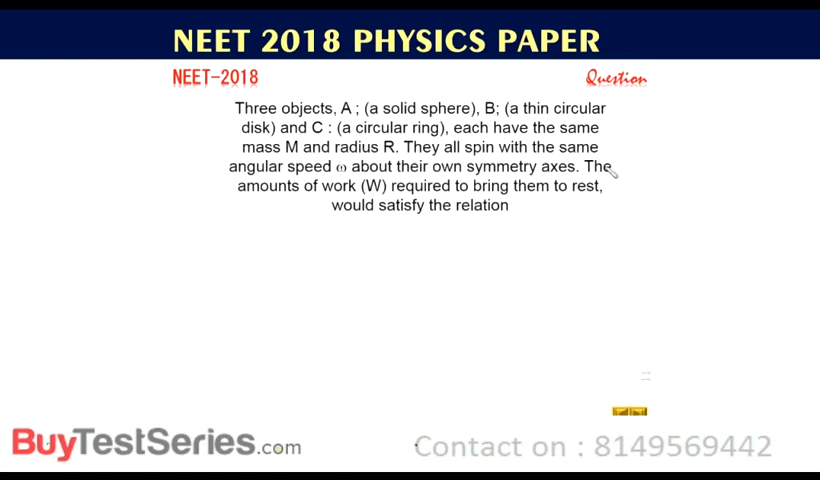 NEET 2018 PHYSICS PAPER
NEET-2018
Question
Three objects, A ; (a solid sphere), B; (a thin circular
disk) and C : (a circular ring), each have the same
mass M and radius R. They all spin with the same
angular speed ω about their own symmetry axes. The
amounts of work (W) required to bring them to rest,
would satisfy the relation
BuyTestSeries.com
Contact on : 8149569442